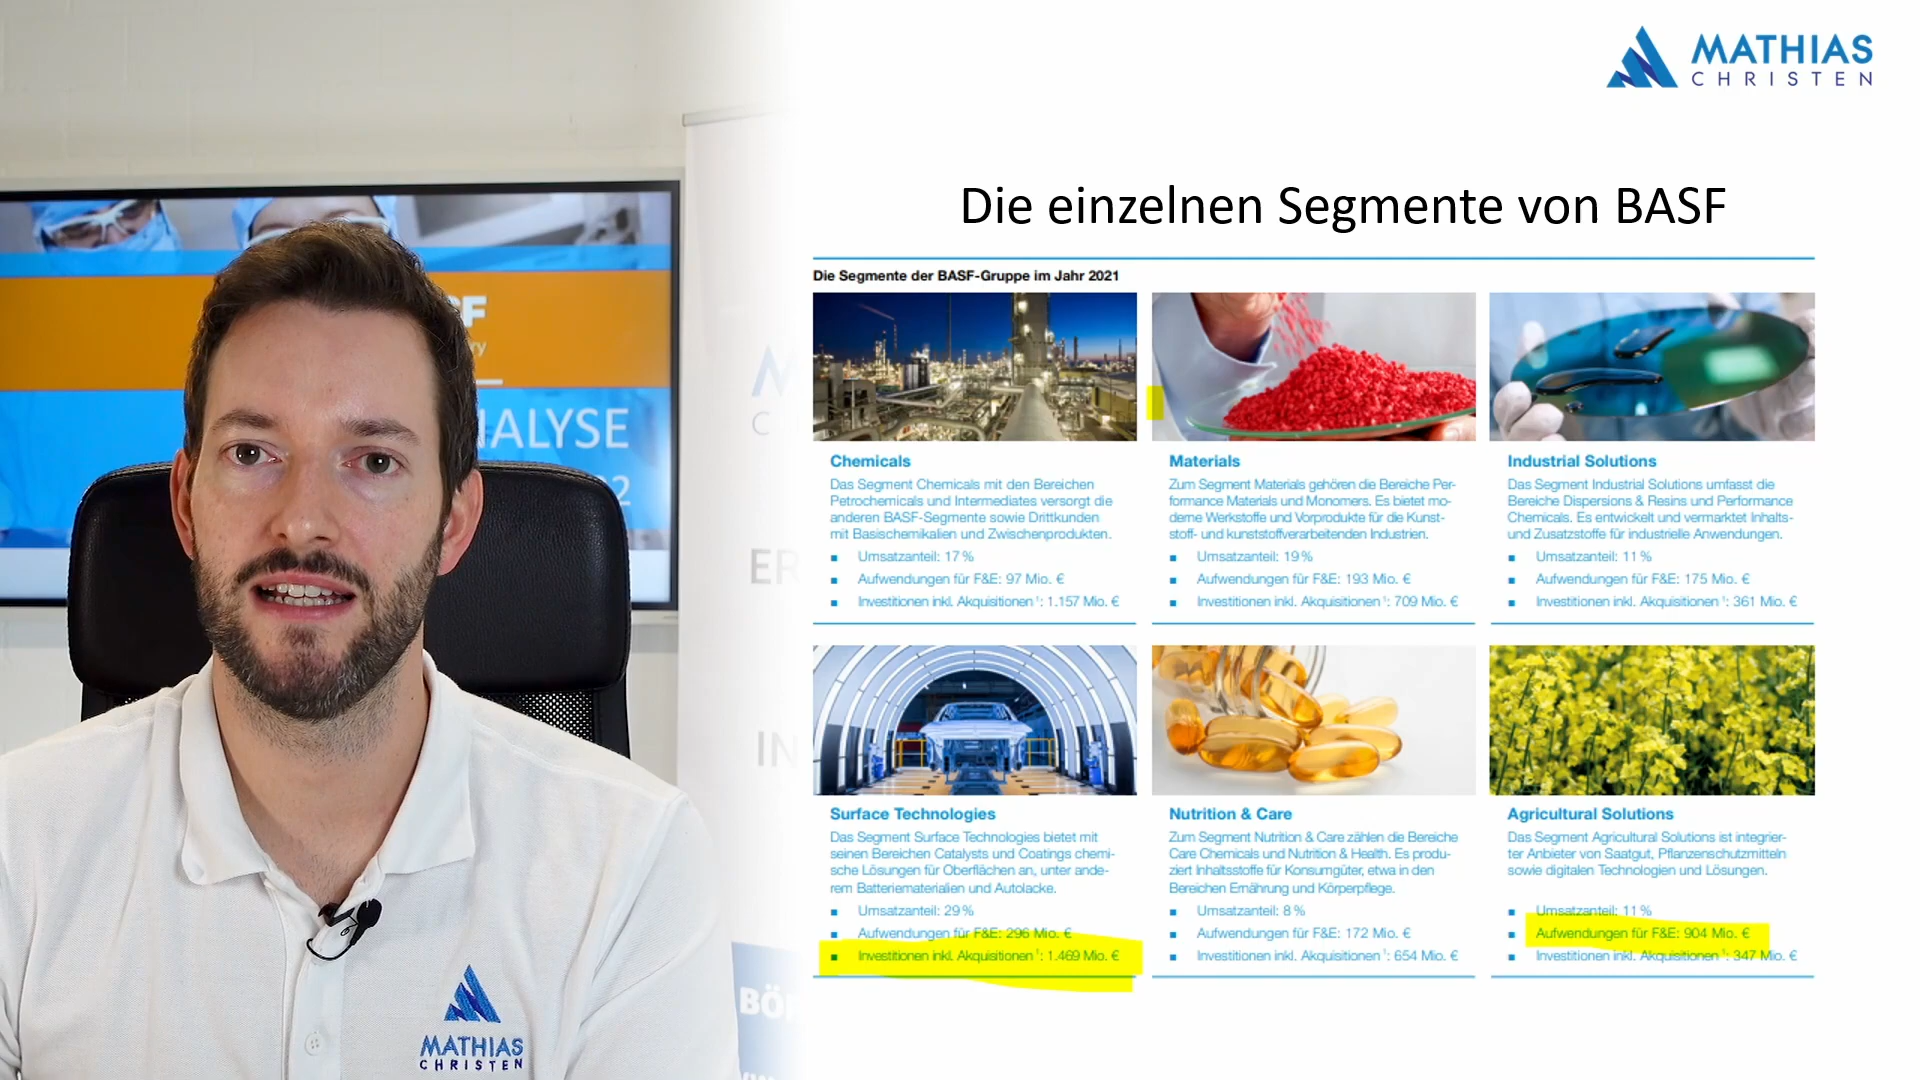 MATHIAS
CHRISTEN
Die einzelnen Segmente von BASF
Die Segmente der BASF-Gruppe im Jahr 2021
Chemicals
Das Segment Chemicals mit den Bereichen
Petrochemicals und Intermediates versorgt die
anderen BASF-Segmente sowie Drittkunden
mit Basischemikalien und Zwischenprodukten.
▪ Umsatzanteil: 17 %
▪ Aufwendungen für F&E: 97 Mio. €
▪ Investitionen inkl. Akquisitionen¹: 1.157 Mio. €
Materials
Zum Segment Materials gehören die Bereiche Per-
formance Materials und Monomers. Es bietet mo-
derne Werkstoffe und Vorprodukte für die Kunst-
stoff- und kunststoffverarbeitenden Industrien.
▪ Umsatzanteil: 19 %
▪ Aufwendungen für F&E: 193 Mio. €
▪ Investitionen inkl. Akquisitionen¹: 709 Mio. €
Industrial Solutions
Das Segment Industrial Solutions umfasst die
Bereiche Dispersions & Resins und Performance
Chemicals. Es entwickelt und vermarktet Inhalts-
und Zusatzstoffe für industrielle Anwendungen.
▪ Umsatzanteil: 11 %
▪ Aufwendungen für F&E: 175 Mio. €
▪ Investitionen inkl. Akquisitionen¹: 361 Mio. €
Surface Technologies
Das Segment Surface Technologies bietet mit
seinen Bereichen Catalysts und Coatings chemi-
sche Lösungen für Oberflächen an, unter ande-
rem Batteriematerialien und Autolacke.
▪ Umsatzanteil: 29 %
▪ Aufwendungen für F&E: 296 Mio. €
▪ Investitionen inkl. Akquisitionen¹: 1.469 Mio. €
Nutrition & Care
Zum Segment Nutrition & Care zählen die Bereiche
Care Chemicals und Nutrition & Health. Es produ-
ziert Inhaltsstoffe für Konsumgüter, etwa in den
Bereichen Ernährung und Körperpflege.
▪ Umsatzanteil: 8 %
▪ Aufwendungen für F&E: 172 Mio. €
▪ Investitionen inkl. Akquisitionen¹: 654 Mio. €
Agricultural Solutions
Das Segment Agricultural Solutions ist integrier-
ter Anbieter von Saatgut, Pflanzenschutzmitteln
sowie digitalen Technologien und Lösungen.
▪ Umsatzanteil: 11 %
▪ Aufwendungen für F&E: 904 Mio. €
▪ Investitionen inkl. Akquisitionen¹: 347 Mio. €
MATHIAS
CHRISTEN